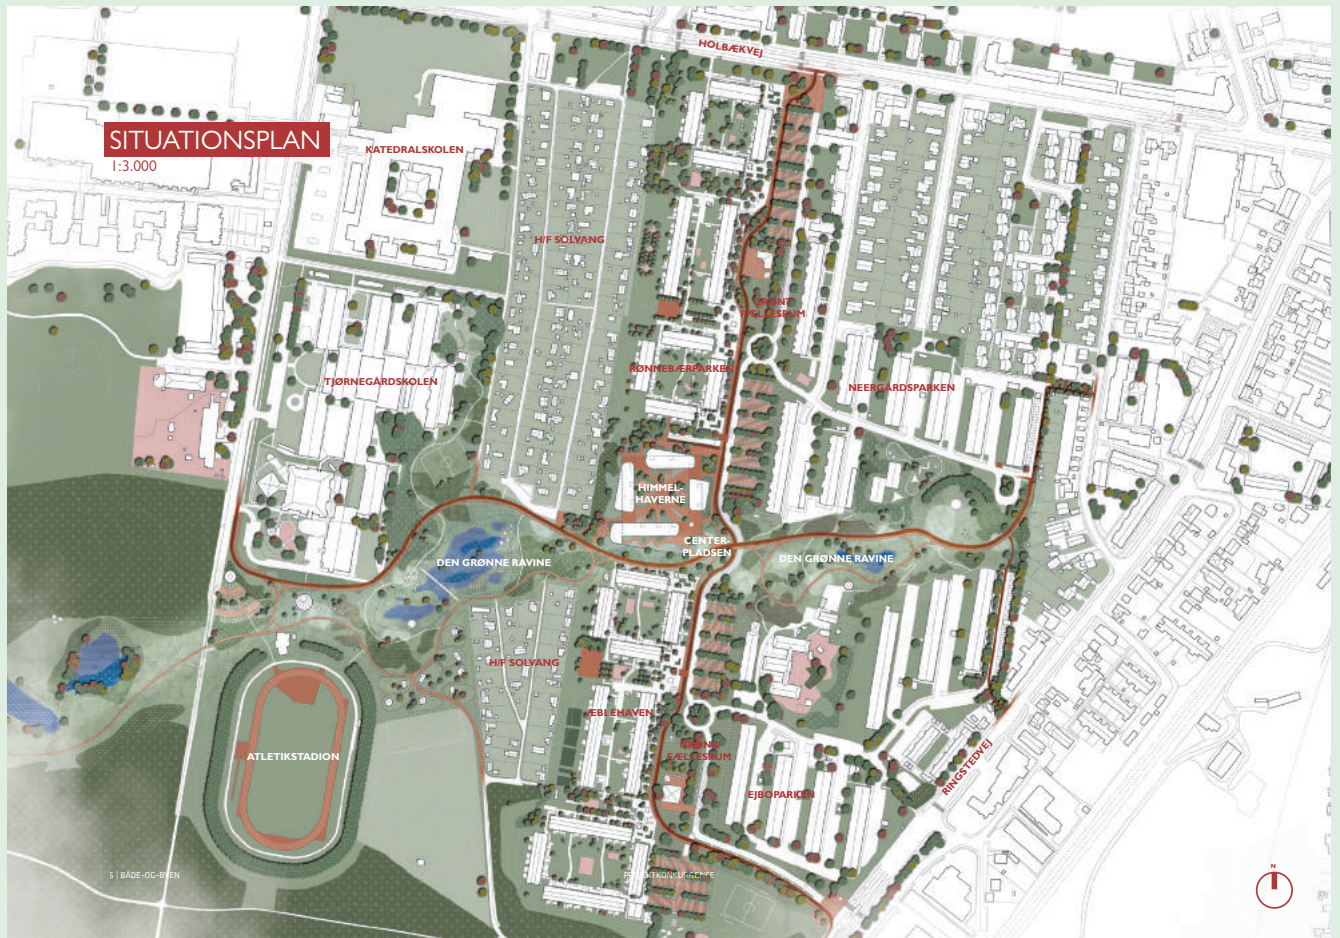 HOLBÆKVEJ
SITUATIONSPLAN
1:3.000
KATEDRALSKOLEN
H/F SOLVANG
GRØNT
FÆLLESRUM
RØNNEBÆRPARKEN
TJØRNEGÅRDSKOLEN
NEERGÅRDSPARKEN
HIMMEL-
HAVERNE
CENTER-
PLADSEN
DEN GRØNNE RAVINE
DEN GRØNNE RAVINE
H/F SOLVANG
ÆBLEHAVEN
GRØNT
FÆLLESRUM
ATLETIKSTADION
RINGSTEDVEJ
EJBOPARKEN
5 | BÅDE-OG-BYEN
PROJEKTKONKURRENCE
N